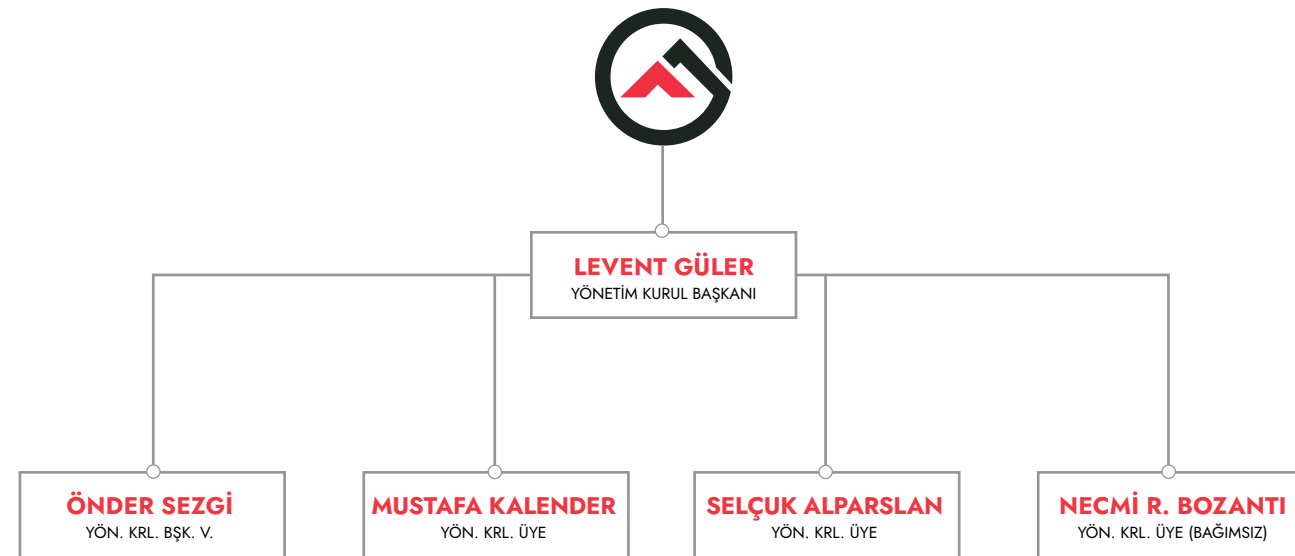 LEVENT GÜLER
YÖNETİM KURUL BAŞKANI
ÖNDER SEZGİ
YÖN. KRL. BŞK. V.
MUSTAFA KALENDER
YÖN. KRL. ÜYE
SELÇUK ALPARSLAN
YÖN. KRL. ÜYE
NECMİ R. BOZANTI
YÖN. KRL. ÜYE (BAĞIMSIZ)